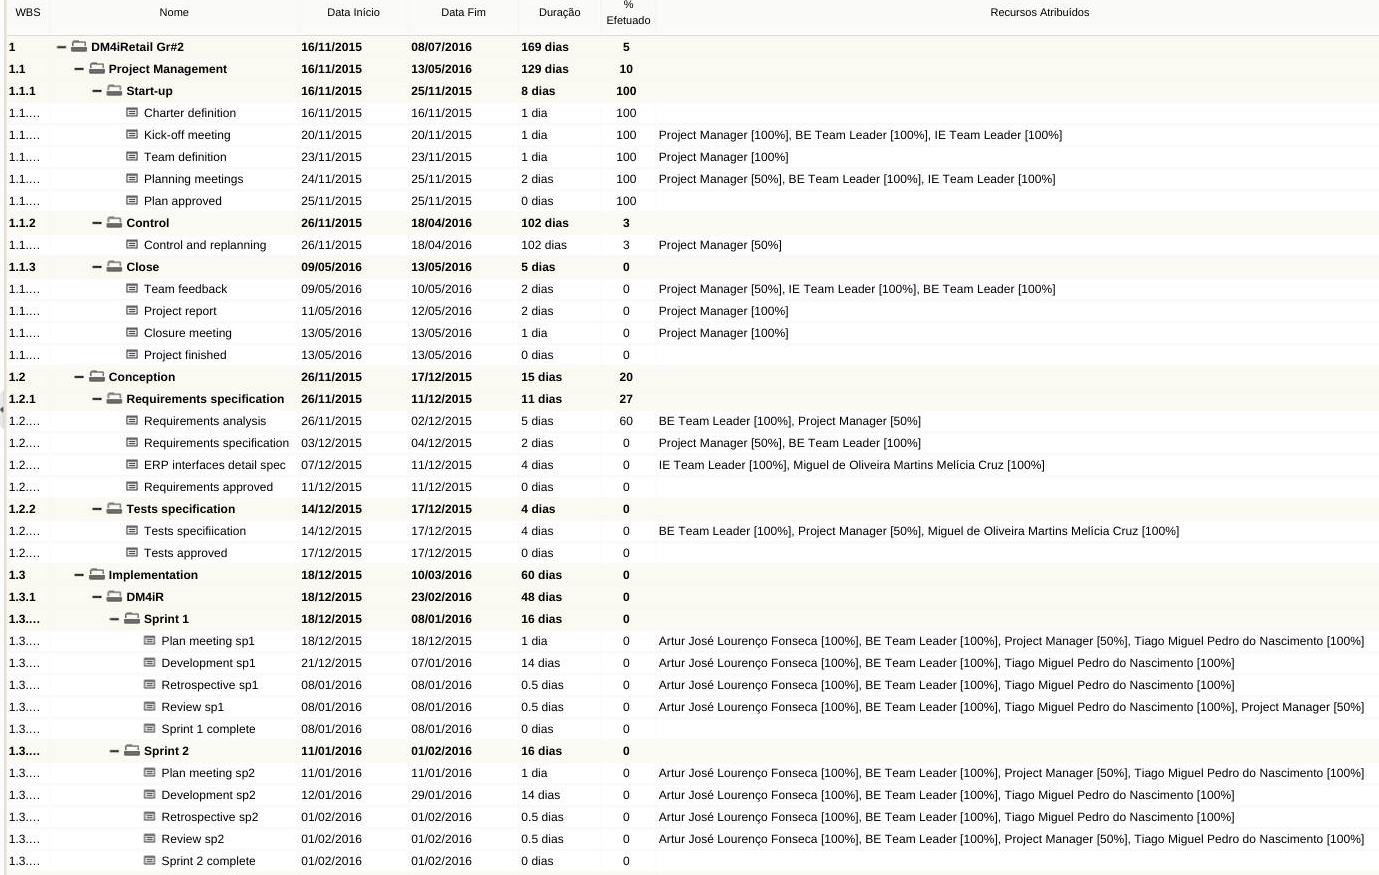 WBS Nome Data Início Data Fim Duração % Efetuado Recursos Atribuídos
1 DM4iRetail Gr#2 16/11/2015 08/07/2016 169 dias 5
1.1 Project Management 16/11/2015 13/05/2016 129 dias 10
1.1.1 Start-up 16/11/2015 25/11/2015 8 dias 100
1.1.... Charter definition 16/11/2015 16/11/2015 1 dia 100
1.1.... Kick-off meeting 20/11/2015 20/11/2015 1 dia 100 Project Manager [100%], BE Team Leader [100%], IE Team Leader [100%]
1.1.... Team definition 23/11/2015 23/11/2015 1 dia 100 Project Manager [100%]
1.1.... Planning meetings 24/11/2015 25/11/2015 2 dias 100 Project Manager [50%], BE Team Leader [100%], IE Team Leader [100%]
1.1.... Plan approved 25/11/2015 25/11/2015 0 dias 100
1.1.2 Control 26/11/2015 18/04/2016 102 dias 3
1.1.... Control and replanning 26/11/2015 18/04/2016 102 dias 3 Project Manager [50%]
1.1.3 Close 09/05/2016 13/05/2016 5 dias 0
1.1.... Team feedback 09/05/2016 10/05/2016 2 dias 0 Project Manager [50%], IE Team Leader [100%], BE Team Leader [100%]
1.1.... Project report 11/05/2016 12/05/2016 2 dias 0 Project Manager [100%]
1.1.... Closure meeting 13/05/2016 13/05/2016 1 dia 0 Project Manager [100%]
1.1.... Project finished 13/05/2016 13/05/2016 0 dias 0
1.2 Conception 26/11/2015 17/12/2015 15 dias 20
1.2.1 Requirements specification 26/11/2015 11/12/2015 11 dias 27
1.2.... Requirements analysis 26/11/2015 02/12/2015 5 dias 60 BE Team Leader [100%], Project Manager [50%]
1.2.... Requirements specification 03/12/2015 04/12/2015 2 dias 0 Project Manager [50%], BE Team Leader [100%]
1.2.... ERP interfaces detail spec 07/12/2015 11/12/2015 4 dias 0 IE Team Leader [100%], Miguel de Oliveira Martins Melícia Cruz [100%]
1.2.... Requirements approved 11/12/2015 11/12/2015 0 dias 0
1.2.2 Tests specification 14/12/2015 17/12/2015 4 dias 0
1.2.... Tests specifiication 14/12/2015 17/12/2015 4 dias 0 BE Team Leader [100%], Project Manager [50%], Miguel de Oliveira Martins Melícia Cruz [100%]
1.2.... Tests approved 17/12/2015 17/12/2015 0 dias 0
1.3 Implementation 18/12/2015 10/03/2016 60 dias 0
1.3.1 DM4iR 18/12/2015 23/02/2016 48 dias 0
1.3.... Sprint 1 18/12/2015 08/01/2016 16 dias 0
1.3.... Plan meeting sp1 18/12/2015 18/12/2015 1 dia 0 Artur José Lourenço Fonseca [100%], BE Team Leader [100%], Project Manager [50%], Tiago Miguel Pedro do Nascimento [100%]
1.3.... Development sp1 21/12/2015 07/01/2016 14 dias 0 Artur José Lourenço Fonseca [100%], BE Team Leader [100%], Tiago Miguel Pedro do Nascimento [100%]
1.3.... Retrospective sp1 08/01/2016 08/01/2016 0.5 dias 0 Artur José Lourenço Fonseca [100%], BE Team Leader [100%], Tiago Miguel Pedro do Nascimento [100%]
1.3.... Review sp1 08/01/2016 08/01/2016 0.5 dias 0 Artur José Lourenço Fonseca [100%], BE Team Leader [100%], Tiago Miguel Pedro do Nascimento [100%], Project Manager [50%]
1.3.... Sprint 1 complete 08/01/2016 08/01/2016 0 dias 0
1.3.... Sprint 2 11/01/2016 01/02/2016 16 dias 0
1.3.... Plan meeting sp2 11/01/2016 11/01/2016 1 dia 0 Artur José Lourenço Fonseca [100%], BE Team Leader [100%], Project Manager [50%], Tiago Miguel Pedro do Nascimento [100%]
1.3.... Development sp2 12/01/2016 29/01/2016 14 dias 0 Artur José Lourenço Fonseca [100%], BE Team Leader [100%], Tiago Miguel Pedro do Nascimento [100%]
1.3.... Retrospective sp2 01/02/2016 01/02/2016 0.5 dias 0 Artur José Lourenço Fonseca [100%], BE Team Leader [100%], Tiago Miguel Pedro do Nascimento [100%]
1.3.... Review sp2 01/02/2016 01/02/2016 0.5 dias 0 Artur José Lourenço Fonseca [100%], BE Team Leader [100%], Project Manager [50%], Tiago Miguel Pedro do Nascimento [100%]
1.3.... Sprint 2 complete 01/02/2016 01/02/2016 0 dias 0